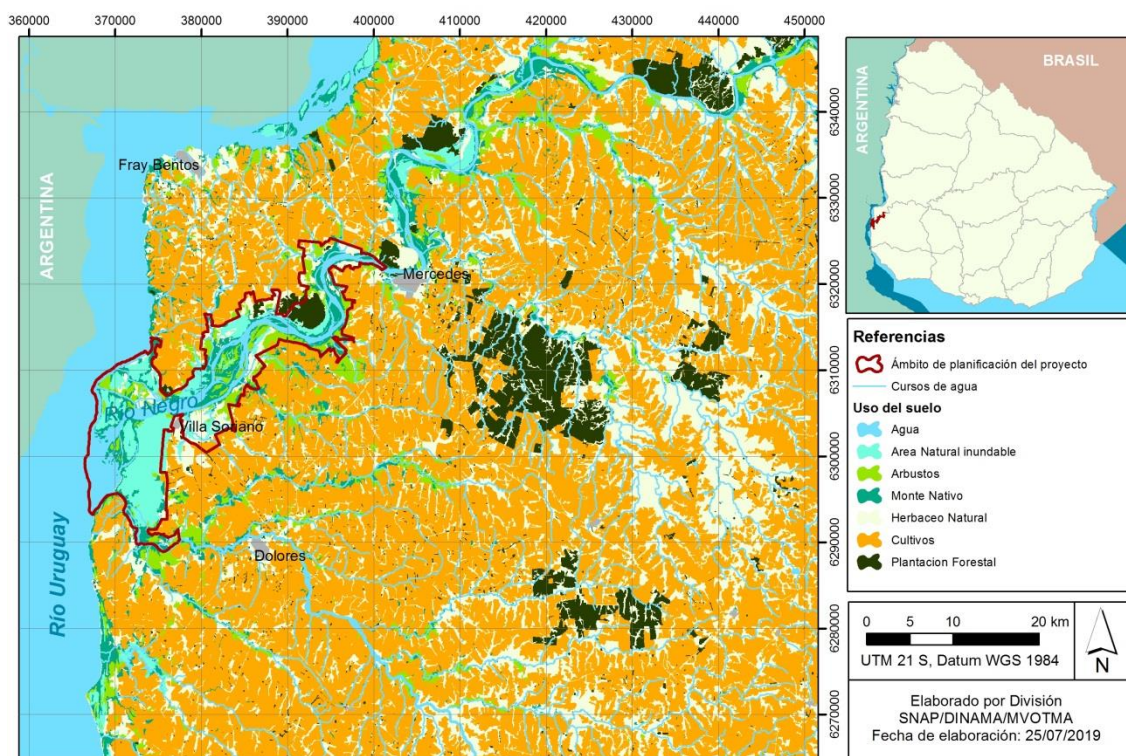 360000 370000 380000 390000 400000 410000 420000 430000 440000 450000
6340000
6330000
6320000
6310000
6300000
6290000
6280000
6270000
ARGENTINA
Fray Bentos
Mercedes
Río Negro
Villa Soriano
Dolores
Río Uruguay
ARGENTINA
BRASIL
Referencias
Ámbito de planificación del proyecto
Cursos de agua
Uso del suelo
Agua
Area Natural inundable
Arbustos
Monte Nativo
Herbaceo Natural
Cultivos
Plantacion Forestal
0 5 10 20 km
UTM 21 S, Datum WGS 1984
N
Elaborado por División
SNAP/DINAMA/MVOTMA
Fecha de elaboración: 25/07/2019